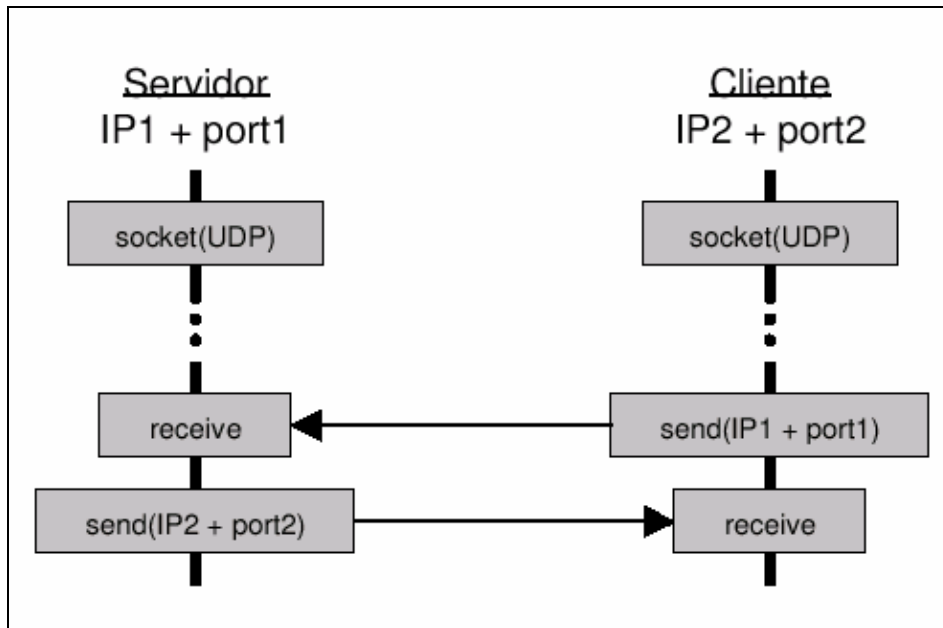 Servidor
IP1 + port1
Cliente
IP2 + port2
socket(UDP)
socket(UDP)
receive
send(IP1 + port1)
send(IP2 + port2)
receive